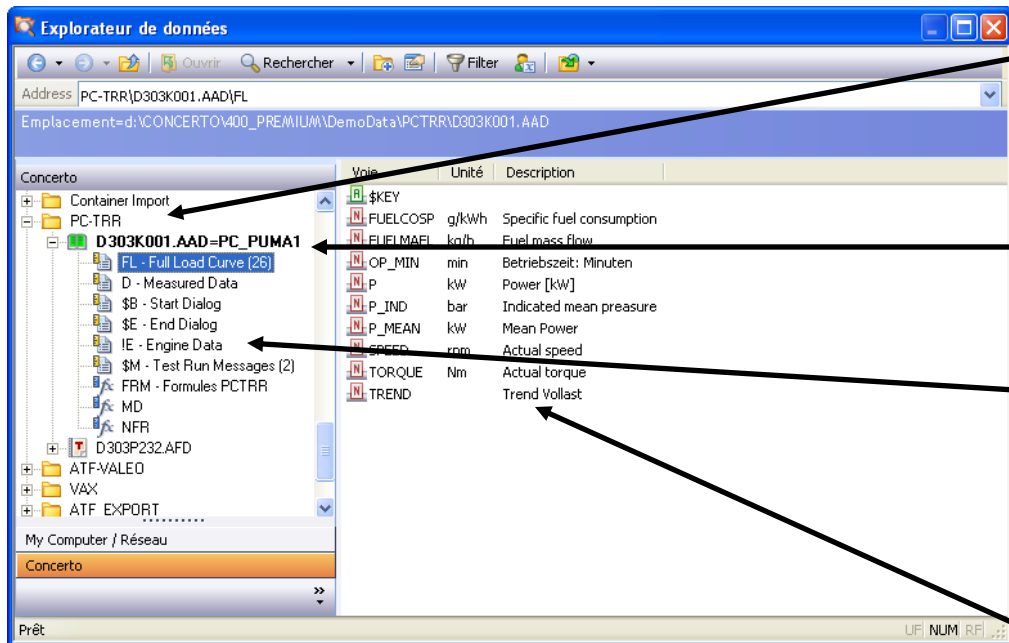 Explorateur de données
Ouvrir Rechercher Filter
Address PC-TRR\D303K001.AAD\FL
Emplacement=d:\CONCERTO\400_PREMIUM\DemoData\PCTRR\D303K001.AAD
Concerto
Container Import
PC-TRR
D303K001.AAD=PC_PUMA1
FL - Full Load Curve (26)
D - Measured Data
$B - Start Dialog
$E - End Dialog
!E - Engine Data
$M - Test Run Messages (2)
fx FRM - Formules PCTRR
fx MD
fx NFR
D303P232.AFD
ATF-VALEO
VAX
ATF EXPORT
My Computer / Réseau
Concerto
Voie Unité Description
A $KEY
N FUELCOSP g/kWh Specific fuel consumption
N FUELMAFL kg/h Fuel mass flow
N OP_MIN min Betriebszeit: Minuten
N P kW Power [kW]
N P_IND bar Indicated mean preasure
N P_MEAN kW Mean Power
N SPEED rpm Actual speed
N TORQUE Nm Actual torque
N TREND Trend Vollast
Prêt UF NUM RF